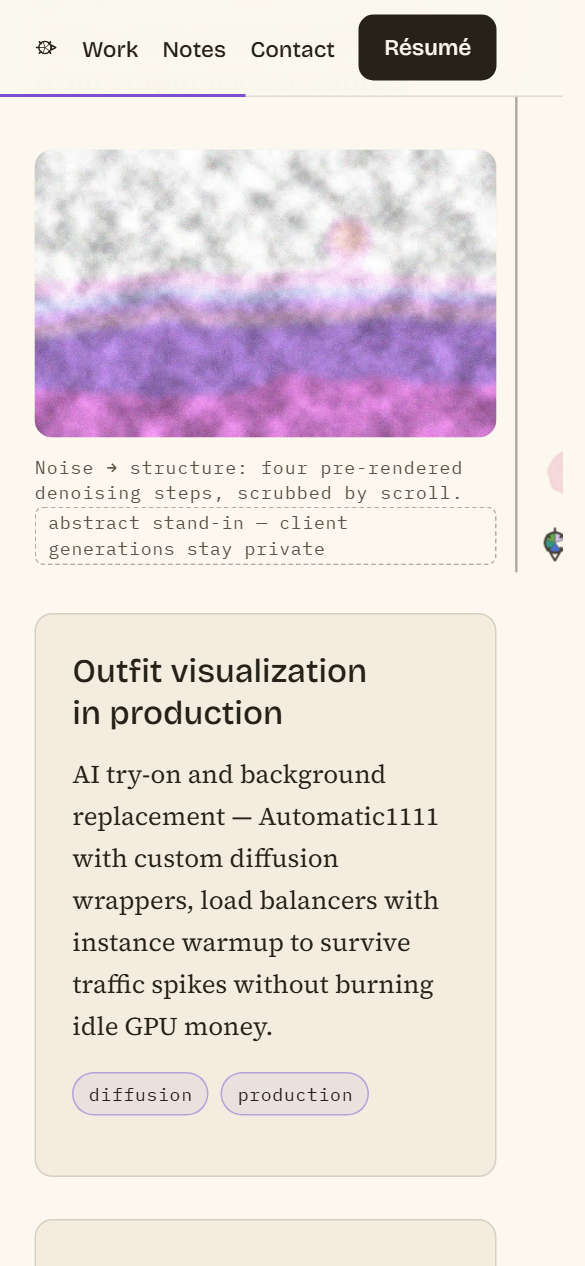 Work Notes Contact Résumé
Noise → structure: four pre-rendered
denoising steps, scrubbed by scroll.
abstract stand-in — client
generations stay private
Outfit visualization
in production
AI try-on and background
replacement — Automatic1111
with custom diffusion
wrappers, load balancers with
instance warmup to survive
traffic spikes without burning
idle GPU money.
diffusion production